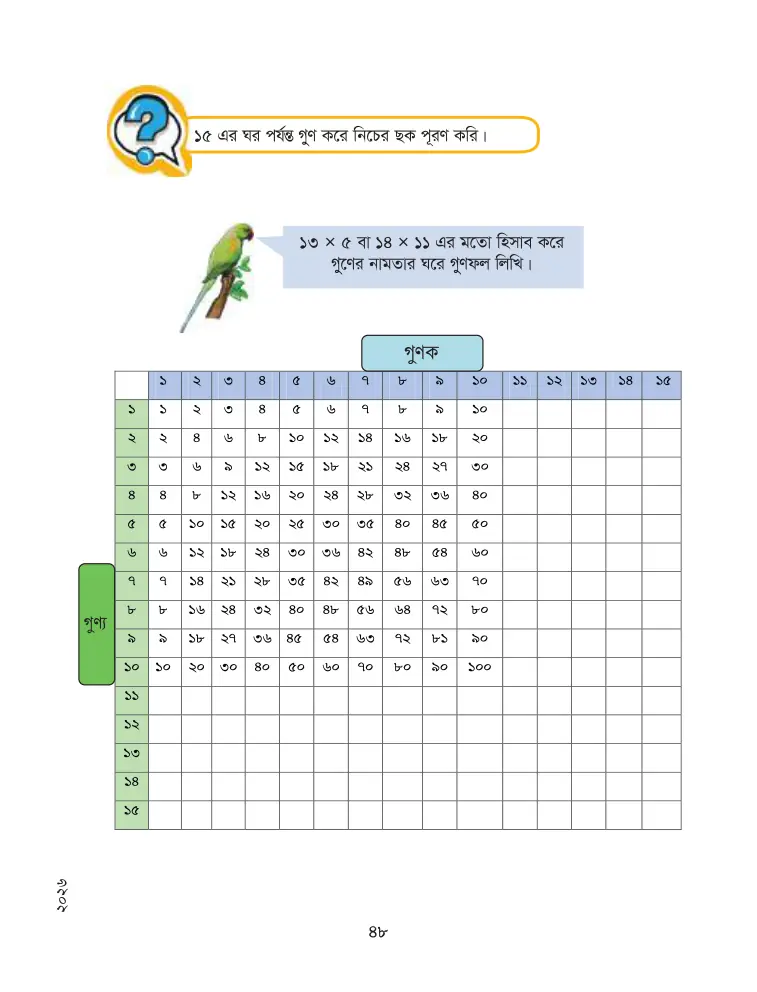 ১৫ এর ঘর পর্যন্ত গুণ করে নিচের ছক পূরণ করি।
১৩ × ৫ বা ১৪ × ১১ এর মতো হিসাব করে
গুণের নামতার ঘরে গুণফল লিখি।
গুণক
১ ২ ৩ ৪ ৫ ৬ ৭ ৮ ৯ ১০ ১১ ১২ ১৩ ১৪ ১৫
১ ১ ২ ৩ ৪ ৫ ৬ ৭ ৮ ৯ ১০
২ ২ ৪ ৬ ৮ ১০ ১২ ১৪ ১৬ ১৮ ২০
৩ ৩ ৬ ৯ ১২ ১৫ ১৮ ২১ ২৪ ২৭ ৩০
৪ ৪ ৮ ১২ ১৬ ২০ ২৪ ২৮ ৩২ ৩৬ ৪০
৫ ৫ ১০ ১৫ ২০ ২৫ ৩০ ৩৫ ৪০ ৪৫ ৫০
৬ ৬ ১২ ১৮ ২৪ ৩০ ৩৬ ৪২ ৪৮ ৫৪ ৬০
৭ ৭ ১৪ ২১ ২৮ ৩৫ ৪২ ৪৯ ৫৬ ৬৩ ৭০
গুণ্য
৮ ৮ ১৬ ২৪ ৩২ ৪০ ৪৮ ৫৬ ৬৪ ৭২ ৮০
৯ ৯ ১৮ ২৭ ৩৬ ৪৫ ৫৪ ৬৩ ৭২ ৮১ ৯০
১০ ১০ ২০ ৩০ ৪০ ৫০ ৬০ ৭০ ৮০ ৯০ ১০০
১১
১২
১৩
১৪
১৫
২০২৬
৪৮